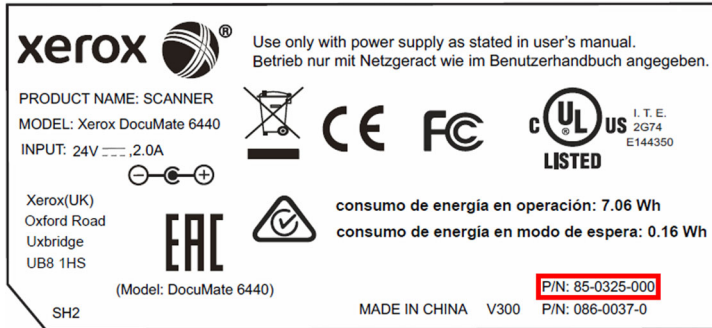 xerox ®
Use only with power supply as stated in user's manual.
Betrieb nur mit Netzgeract wie im Benutzerhandbuch angegeben.
PRODUCT NAME: SCANNER
MODEL: Xerox DocuMate 6440
INPUT: 24V ⎓,2.0A
CE
FC
C UL ® US
LISTED
I. T. E.
2G74
E144350
Xerox(UK)
Oxford Road
Uxbridge
UB8 1HS
EAC
(Model: DocuMate 6440)
consumo de energía en operación: 7.06 Wh
consumo de energía en modo de espera: 0.16 Wh
P/N: 85-0325-000
SH2
MADE IN CHINA V300 P/N: 086-0037-0